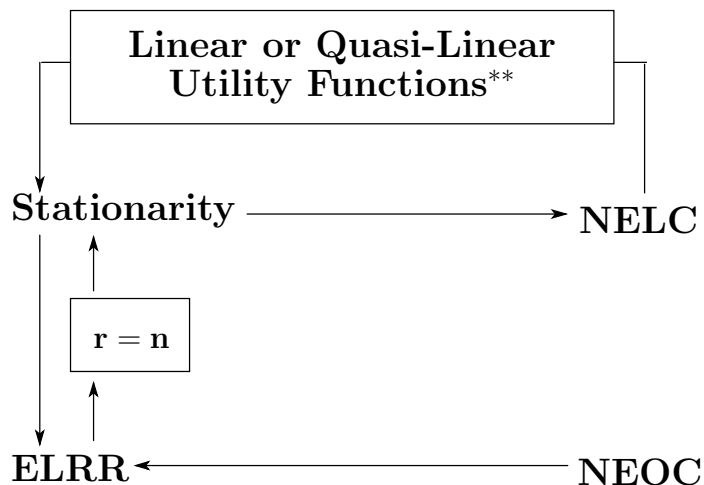 Linear or Quasi-Linear
Utility Functions**
Stationarity
NELC
r = n
ELRR
NEOC